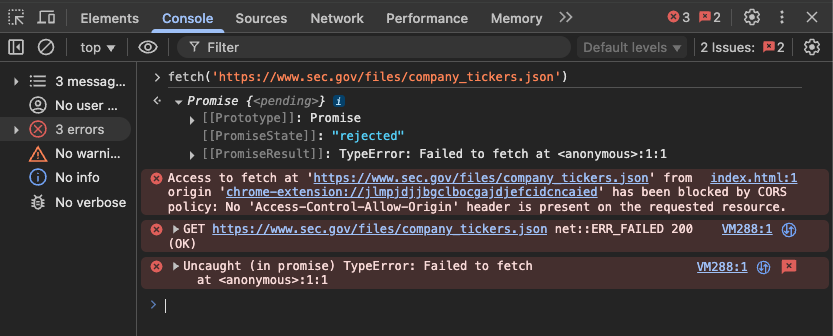 Elements Console Sources Network Performance Memory 3 2
top Filter Default levels 2 Issues: 2
3 messag...
No user ...
3 errors
No warni...
No info
No verbose
fetch('https://www.sec.gov/files/company_tickers.json')
Promise {<pending>} i
[[Prototype]]: Promise
[[PromiseState]]: "rejected"
[[PromiseResult]]: TypeError: Failed to fetch at <anonymous>:1:1
Access to fetch at 'https://www.sec.gov/files/company_tickers.json' from index.html:1
origin 'chrome-extension://jlmpjdjjbgclbocgajdjefcidcncaied' has been blocked by CORS
policy: No 'Access-Control-Allow-Origin' header is present on the requested resource.
GET https://www.sec.gov/files/company_tickers.json net::ERR_FAILED 200 VM288:1
(OK)
Uncaught (in promise) TypeError: Failed to fetch VM288:1
at <anonymous>:1:1